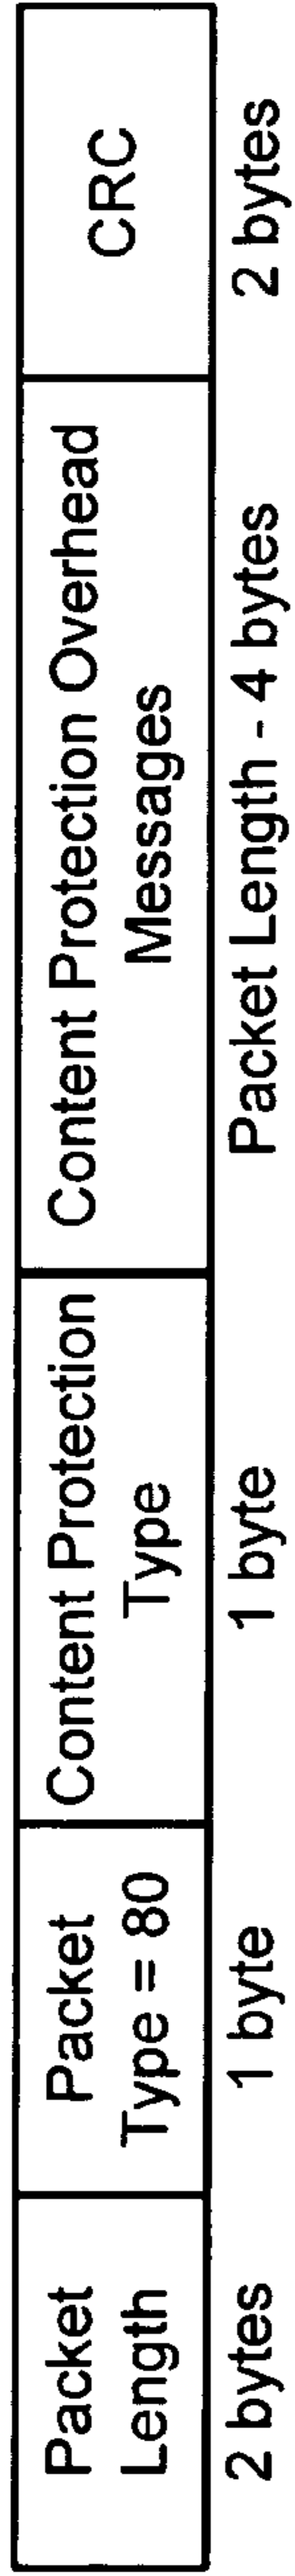 Packet
Length
2 bytes
Packet
Type = 80
1 byte
Content Protection
Type
1 byte
Content Protection Overhead
Messages
Packet Length - 4 bytes
CRC
2 bytes